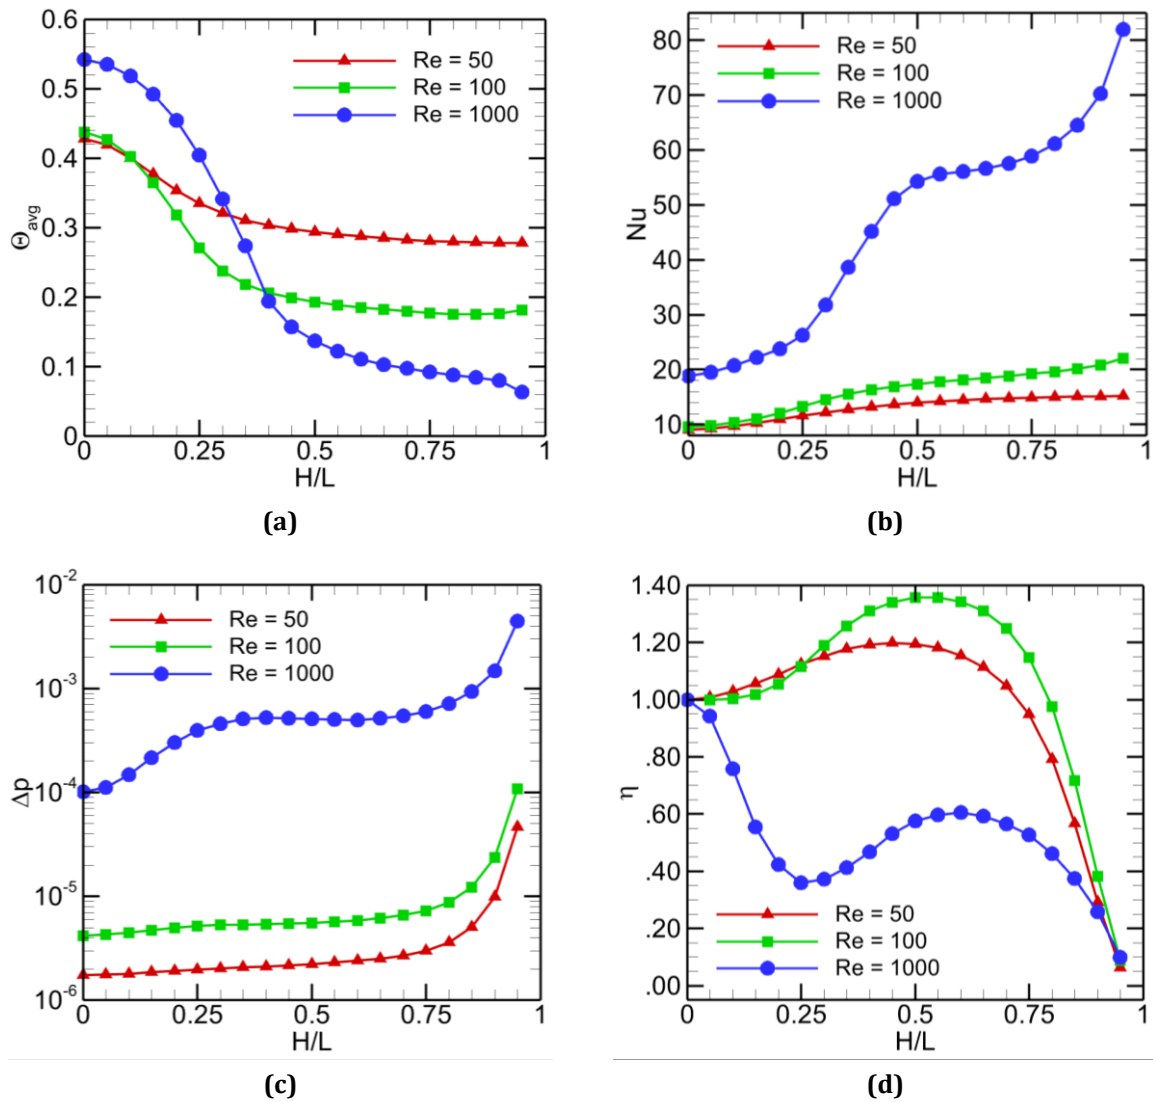 0.6
0.5
0.4
0.3
0.2
0.1
0
Θavg
Re = 50
Re = 100
Re = 1000
0 0.25 0.5 0.75 1
H/L
(a)
80
70
60
50
40
30
20
10
Nu
Re = 50
Re = 100
Re = 1000
0 0.25 0.5 0.75 1
H/L
(b)
10-2
10-3
10-4
10-5
10-6
Δp
Re = 50
Re = 100
Re = 1000
0 0.25 0.5 0.75 1
H/L
(c)
1.40
1.20
1.00
.80
.60
.40
.20
.00
η
Re = 50
Re = 100
Re = 1000
0 0.25 0.5 0.75 1
H/L
(d)